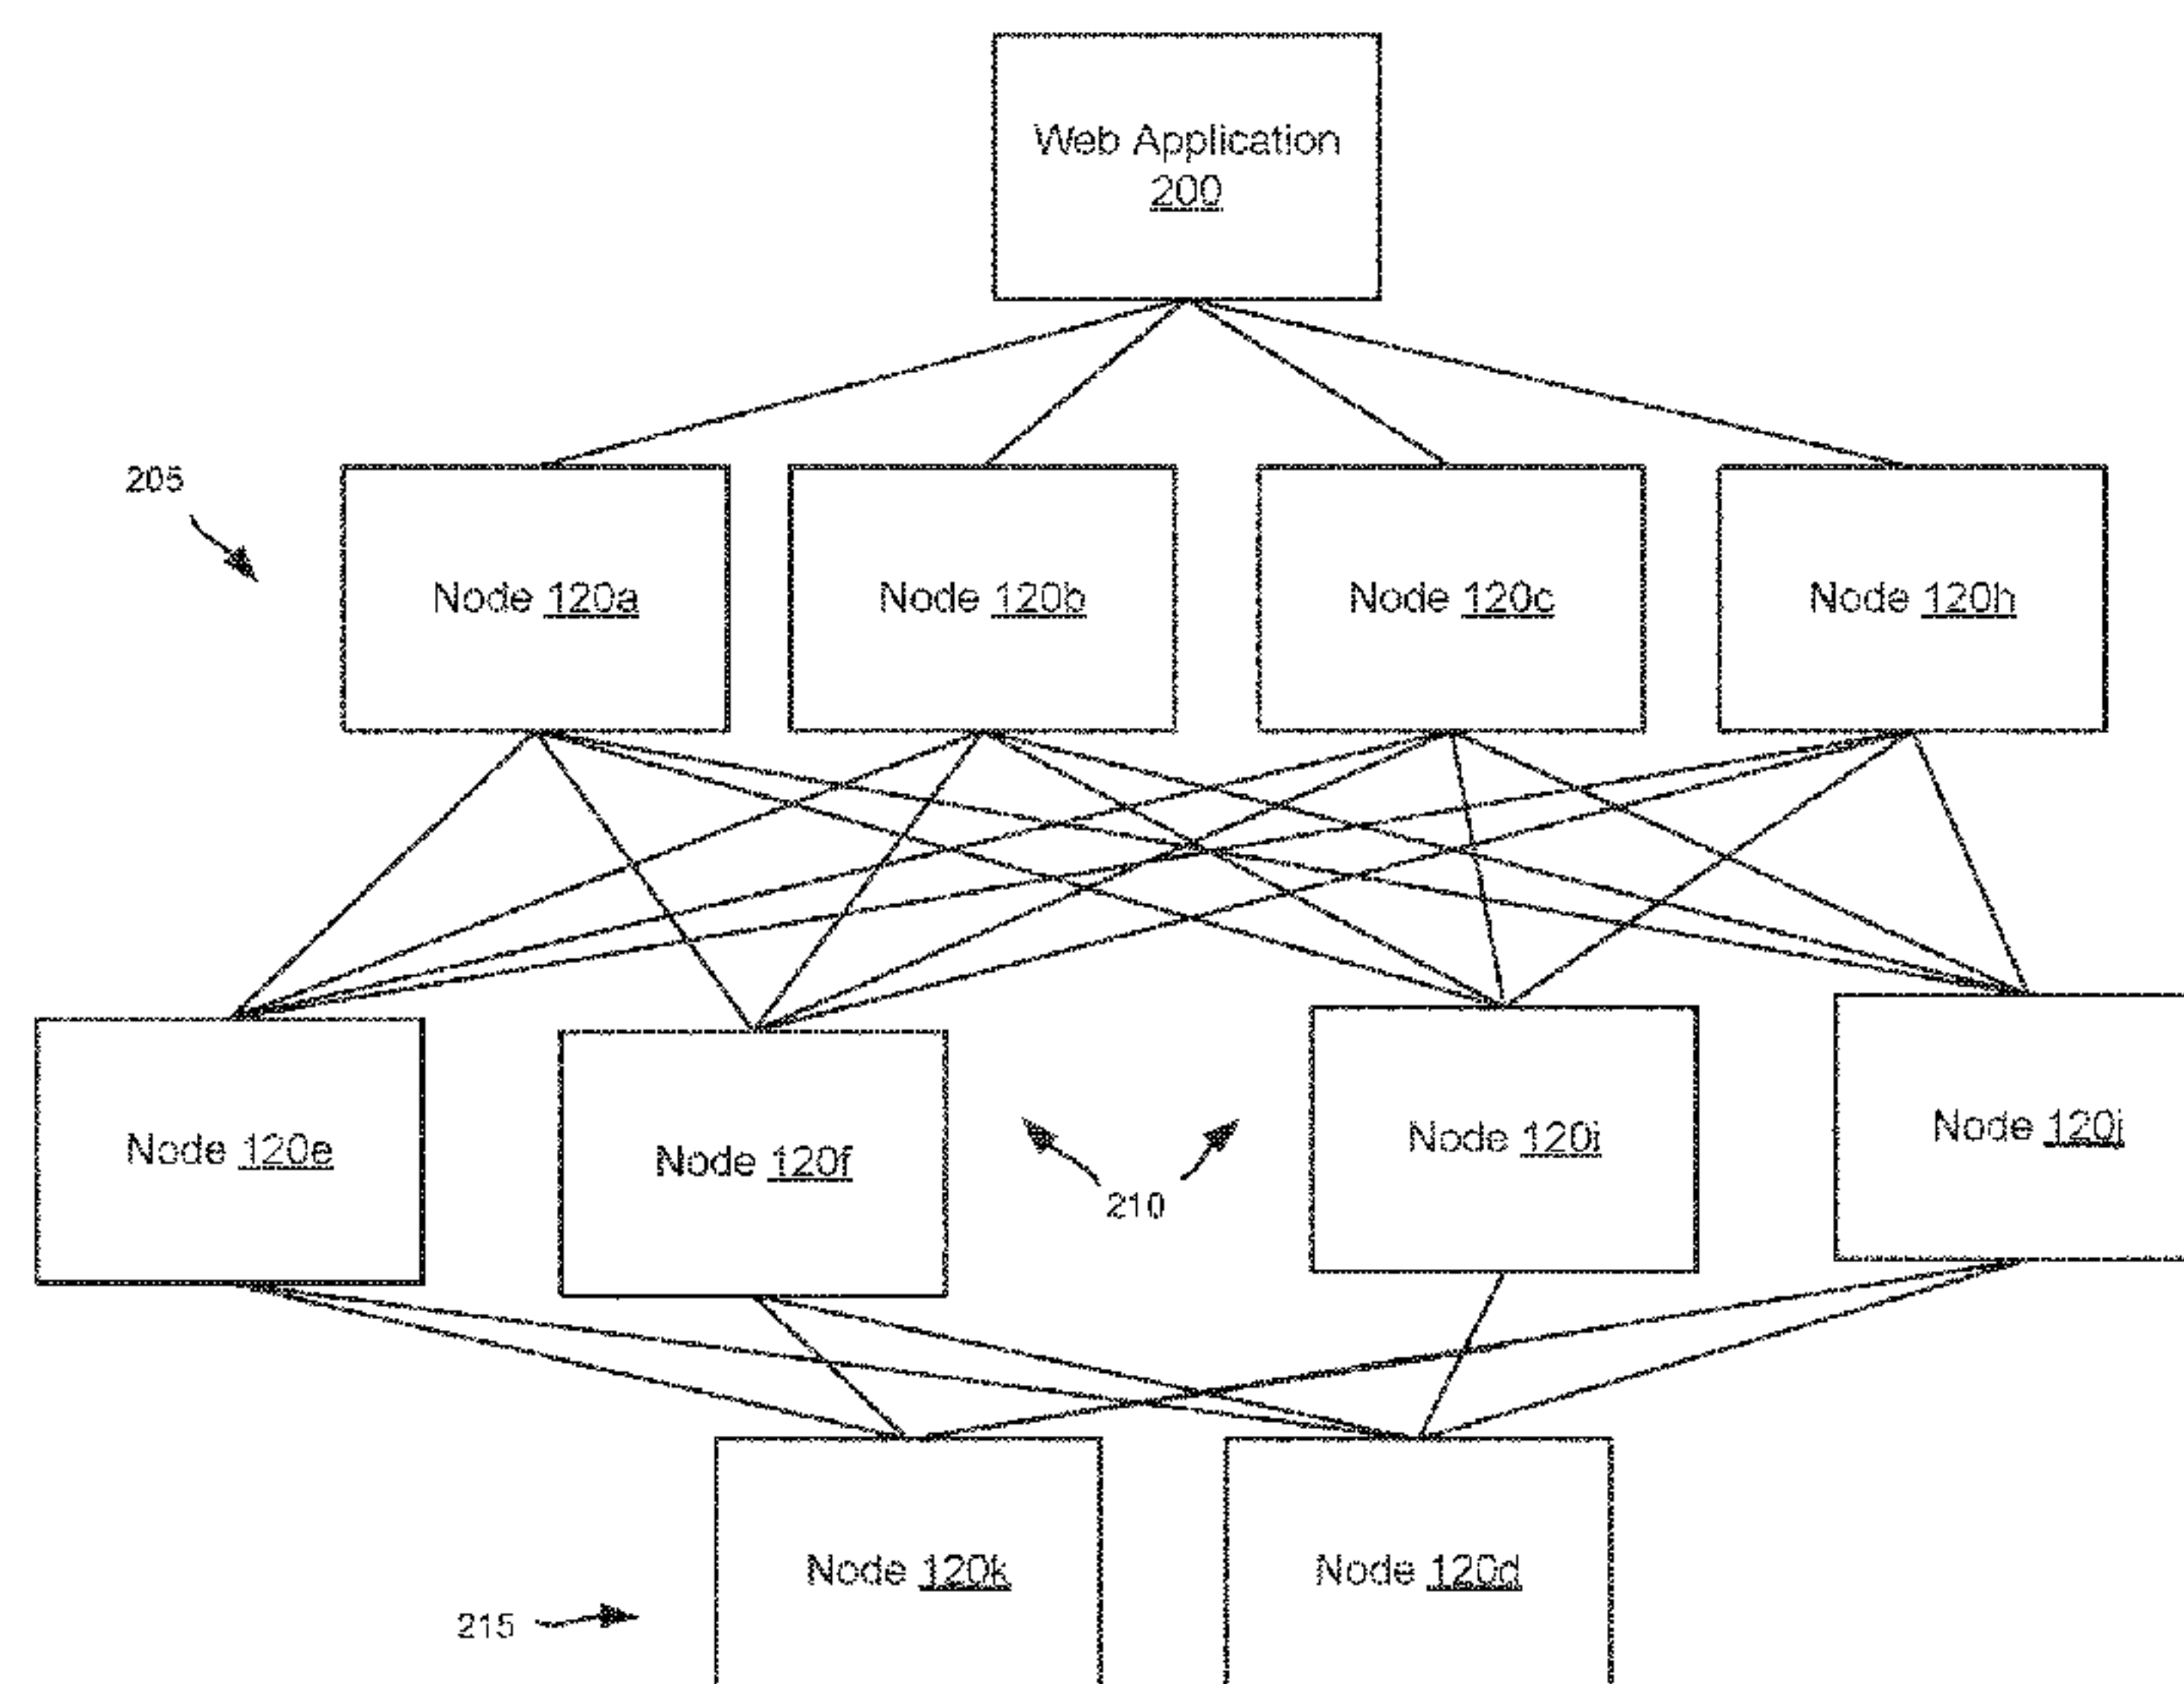 Web Application
200
205
Node 120a
Node 120b
Node 120c
Node 120h
Node 120e
Node 120f
Node 120i
Node 120j
210
Node 120k
Node 120d
215